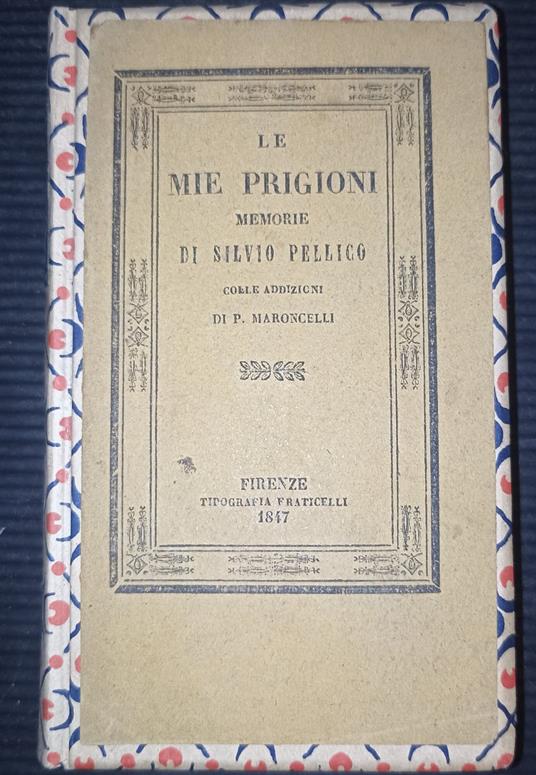 LE
MIE PRIGIONI
MEMORIE
DI SILVIO PELLICO
COLLE ADDIZIONI
DI P. MARONCELLI
FIRENZE
TIPOGRAFIA FRATICELLI
1847